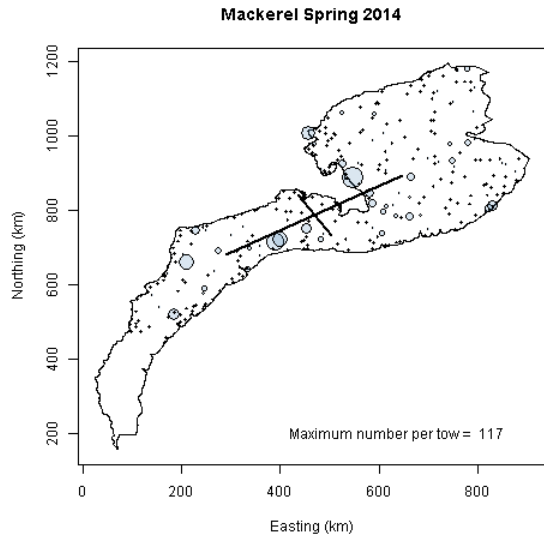 Mackerel Spring 2014
1200
1000
800
600
400
200
Northing (km)
Maximum number per tow = 117
0 200 400 600 800
Easting (km)